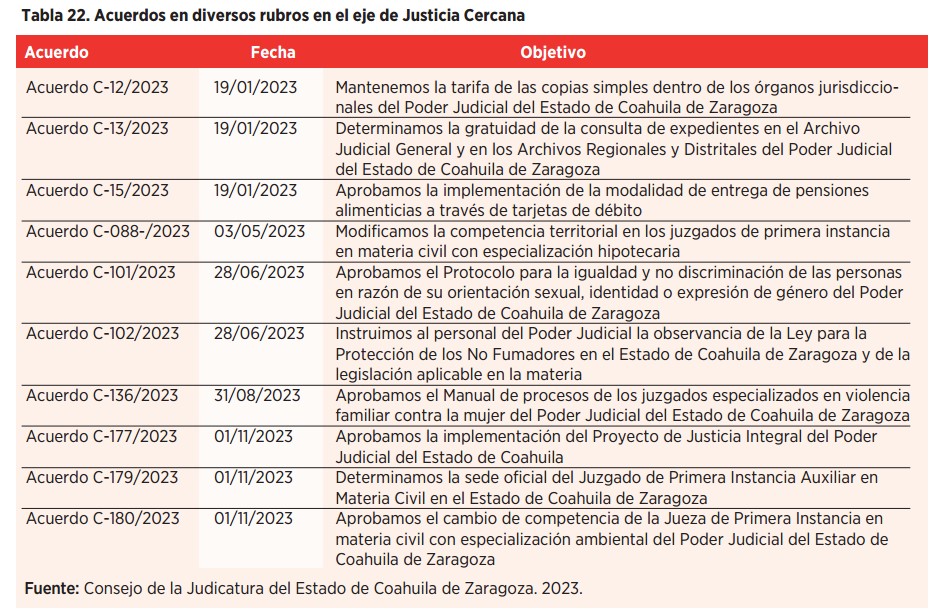 Tabla 22. Acuerdos en diversos rubros en el eje de Justicia Cercana
Acuerdo Fecha Objetivo
Acuerdo C-12/2023 19/01/2023 Mantenemos la tarifa de las copias simples dentro de los órganos jurisdiccio-
nales del Poder Judicial del Estado de Coahuila de Zaragoza
Acuerdo C-13/2023 19/01/2023 Determinamos la gratuidad de la consulta de expedientes en el Archivo
Judicial General y en los Archivos Regionales y Distritales del Poder Judicial
del Estado de Coahuila de Zaragoza
Acuerdo C-15/2023 19/01/2023 Aprobamos la implementación de la modalidad de entrega de pensiones
alimenticias a través de tarjetas de débito
Acuerdo C-088-/2023 03/05/2023 Modificamos la competencia territorial en los juzgados de primera instancia
en materia civil con especialización hipotecaria
Acuerdo C-101/2023 28/06/2023 Aprobamos el Protocolo para la igualdad y no discriminación de las personas
en razón de su orientación sexual, identidad o expresión de género del Poder
Judicial del Estado de Coahuila de Zaragoza
Acuerdo C-102/2023 28/06/2023 Instruimos al personal del Poder Judicial la observancia de la Ley para la
Protección de los No Fumadores en el Estado de Coahuila de Zaragoza y de la
legislación aplicable en la materia
Acuerdo C-136/2023 31/08/2023 Aprobamos el Manual de procesos de los juzgados especializados en violencia
familiar contra la mujer del Poder Judicial del Estado de Coahuila de Zaragoza
Acuerdo C-177/2023 01/11/2023 Aprobamos la implementación del Proyecto de Justicia Integral del Poder
Judicial del Estado de Coahuila
Acuerdo C-179/2023 01/11/2023 Determinamos la sede oficial del Juzgado de Primera Instancia Auxiliar en
Materia Civil en el Estado de Coahuila de Zaragoza
Acuerdo C-180/2023 01/11/2023 Aprobamos el cambio de competencia de la Jueza de Primera Instancia en
materia civil con especialización ambiental del Poder Judicial del Estado de
Coahuila de Zaragoza
Fuente: Consejo de la Judicatura del Estado de Coahuila de Zaragoza. 2023.